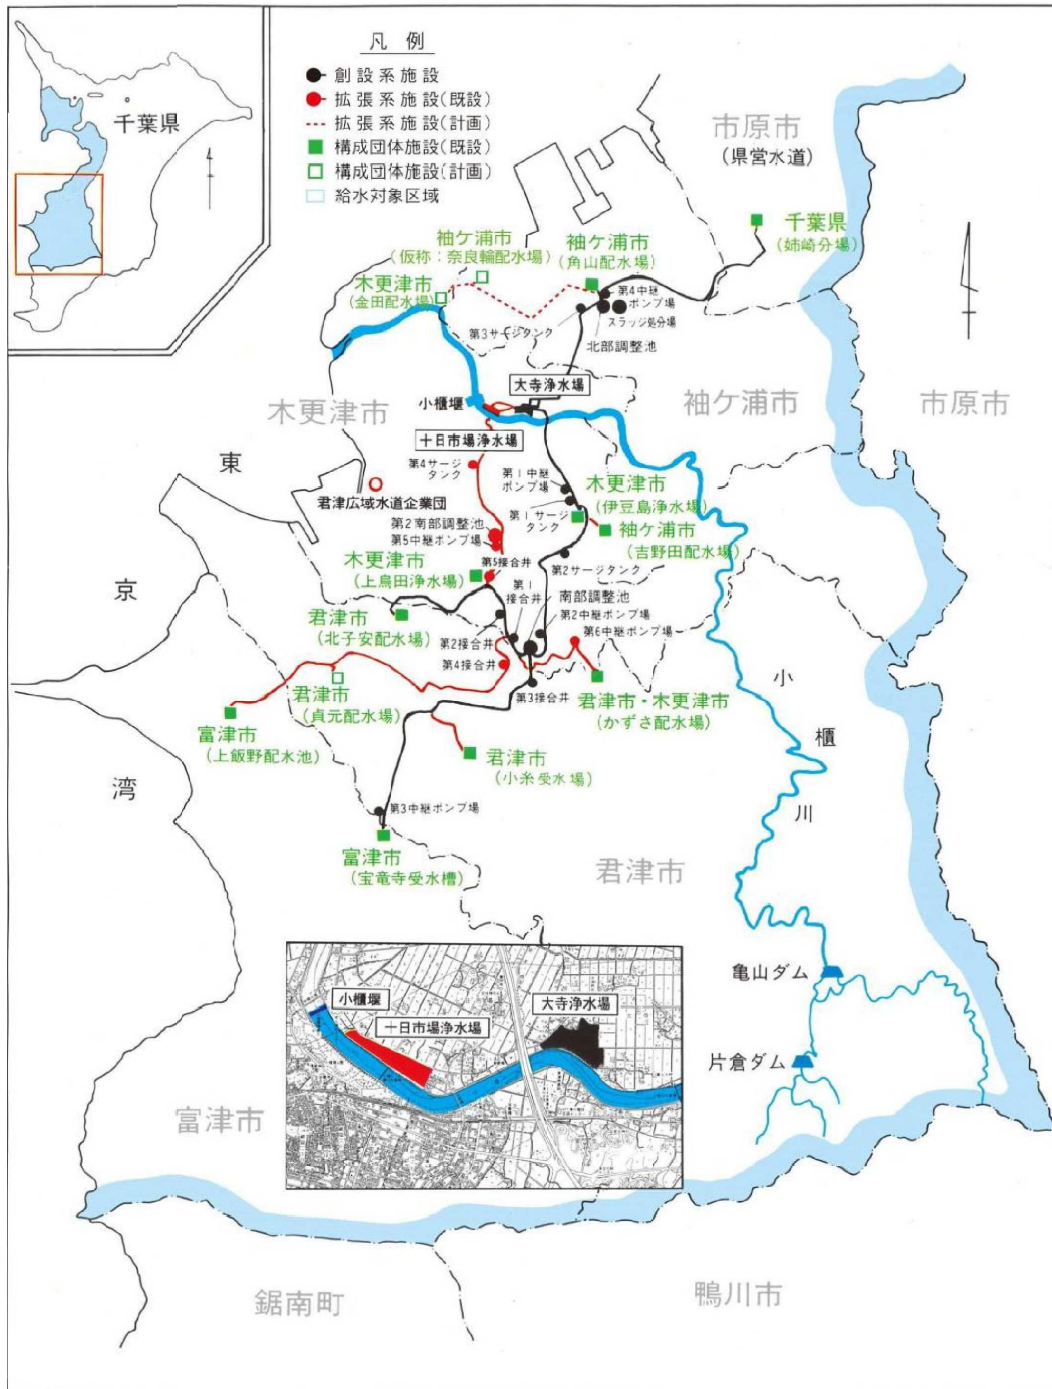 凡例
創設系施設
拡張系施設(既設)
拡張系施設(計画)
構成団体施設(既設)
構成団体施設(計画)
給水対象区域
千葉県
市原市
(県営水道)
千葉県
(姉崎分場)
袖ケ浦市
(仮称:奈良輪配水場)
袖ケ浦市
(角山配水場)
木更津市
(金田配水場)
第4中継
ポンプ場
スラッジ処分場
第3サージタンク
北部調整池
大寺浄水場
小櫃堰
木更津市
袖ケ浦市
市原市
十日市場浄水場
第4サージ
タンク
東
京
湾
君津広域水道企業団
第1中継
ポンプ場
木更津市
(伊豆島浄水場)
第1サージ
タンク
袖ケ浦市
(吉野田配水場)
第2南部調整池
第5中継ポンプ場
第2サージタンク
木更津市
(上烏田浄水場)
第5接合井
第1
接合井
南部調整池
第2中継ポンプ場
第6中継ポンプ場
君津市
(北子安配水場)
第2接合井
第4接合井
第3接合井
君津市
(貞元配水場)
君津市・木更津市
(かずさ配水場)
富津市
(上飯野配水池)
君津市
(小糸受水場)
小
櫃
川
第3中継ポンプ場
富津市
(宝竜寺受水槽)
君津市
亀山ダム
片倉ダム
小櫃堰
十日市場浄水場
大寺浄水場
富津市
鋸南町
鴨川市